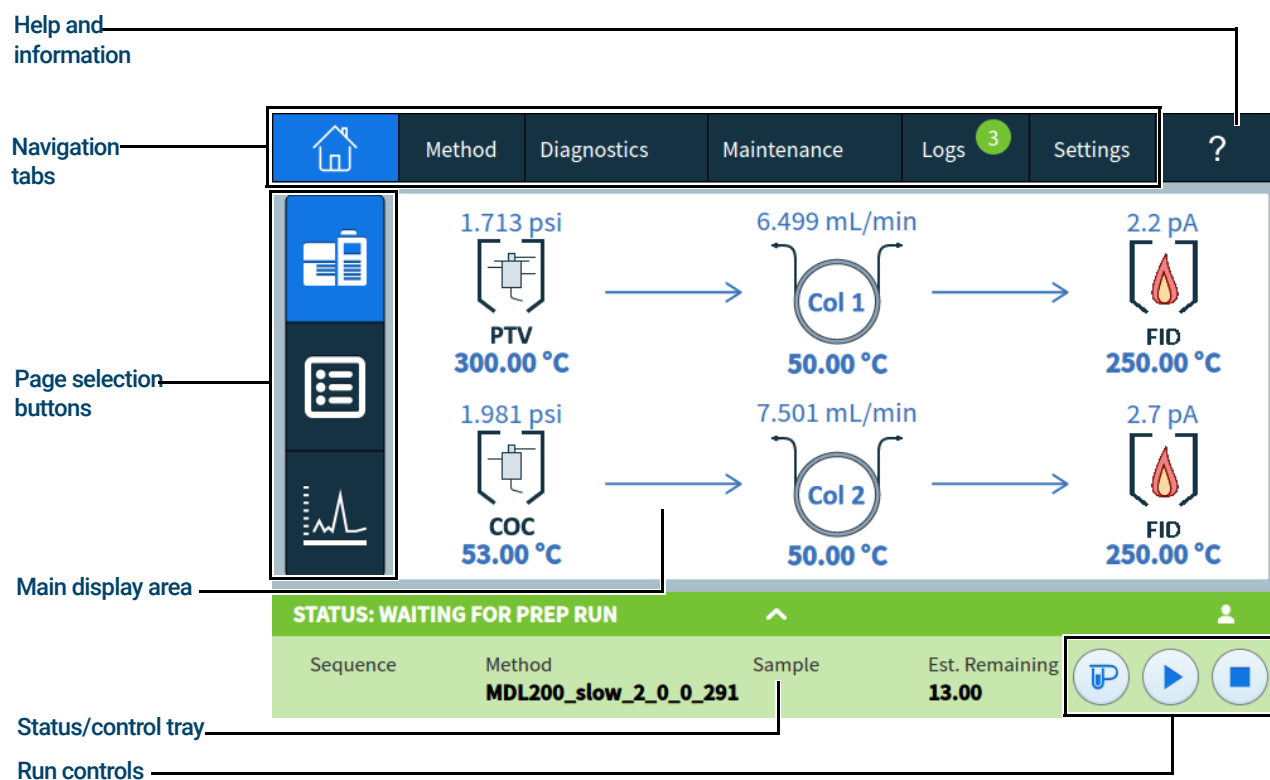 Help and
information
Navigation
tabs
Method Diagnostics Maintenance Logs 3 Settings ?
1.713 psi 6.499 mL/min 2.2 pA
Col 1
PTV FID
300.00 °C 50.00 °C 250.00 °C
Page selection
buttons
1.981 psi 7.501 mL/min 2.7 pA
Col 2
COC FID
53.00 °C 50.00 °C 250.00 °C
Main display area
STATUS: WAITING FOR PREP RUN
Sequence Method Sample Est. Remaining
MDL200_slow_2_0_0_291 13.00
Status/control tray
Run controls